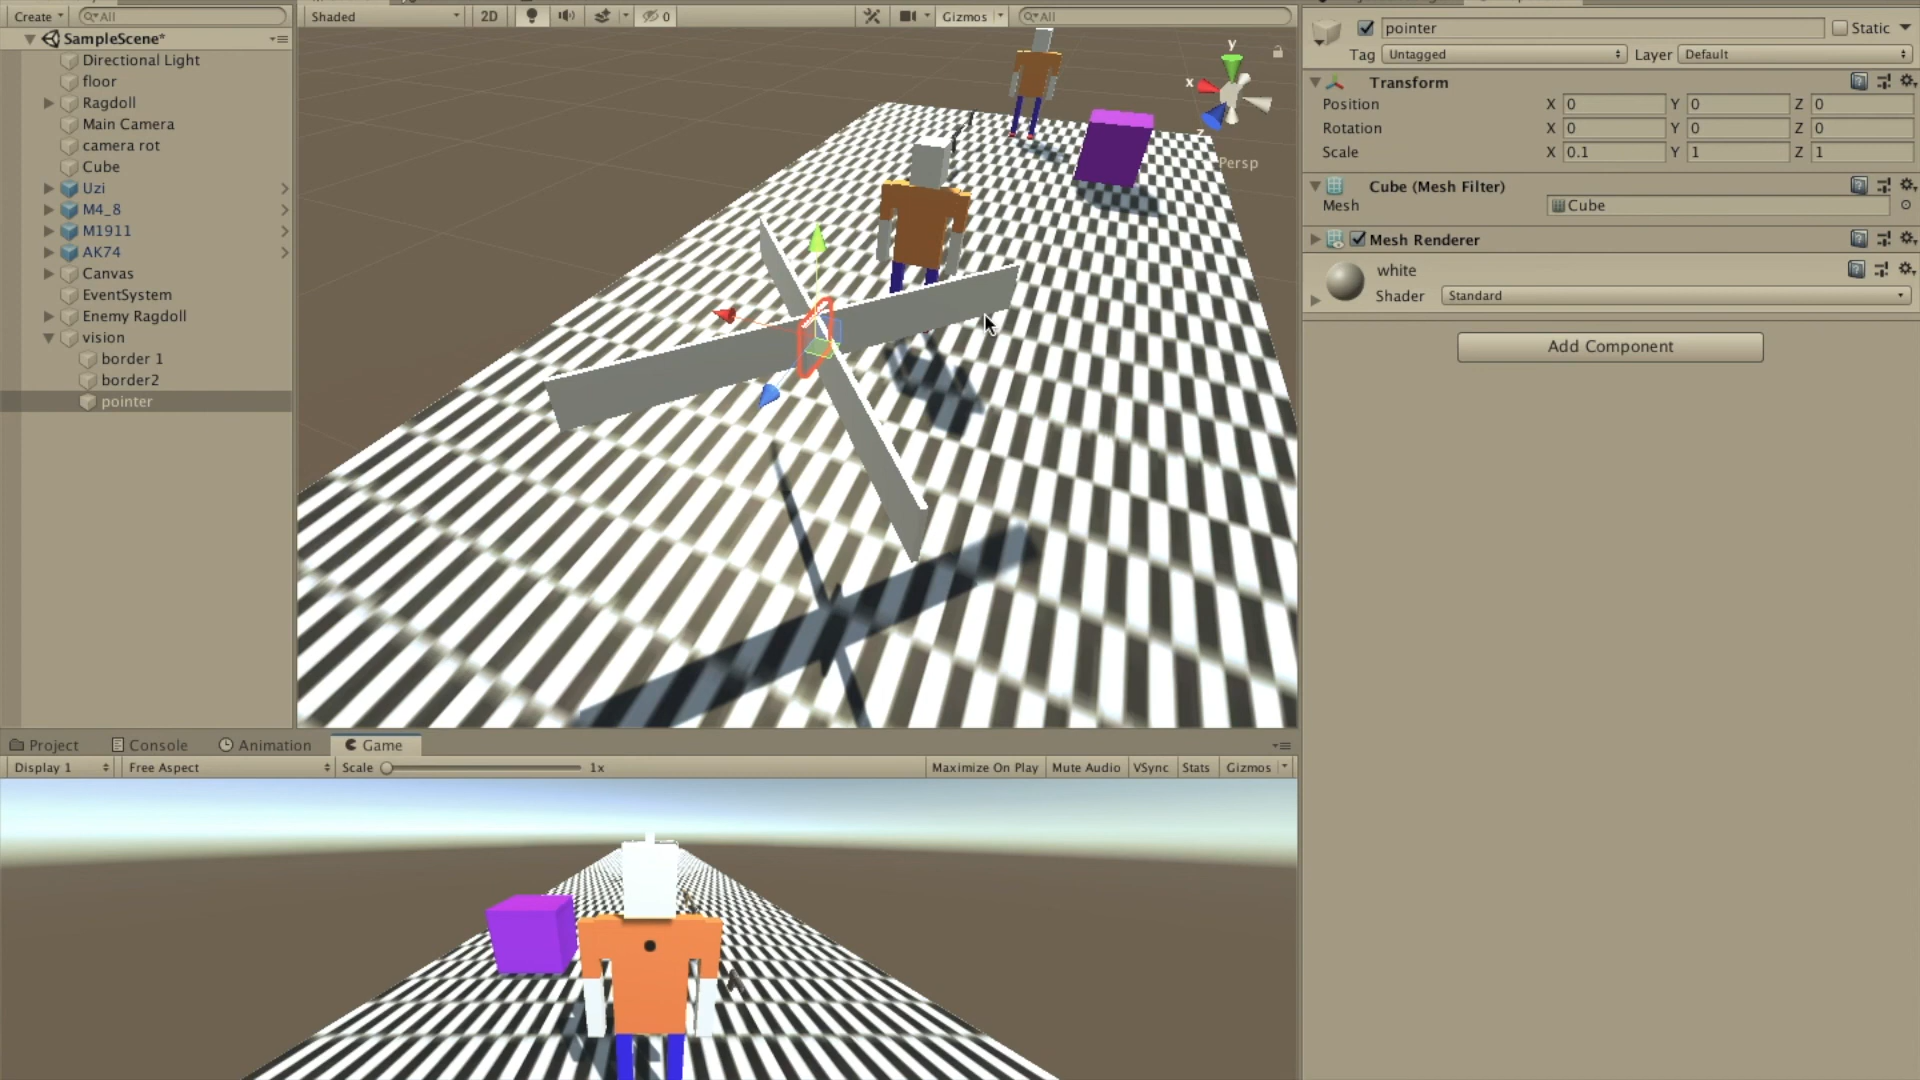 Create
All
Shaded
2D
0
Gizmos
All
pointer
Static
Tag Untagged Layer Default
SampleScene*
Directional Light
floor
Ragdoll
Main Camera
camera rot
Cube
Uzi
M4_8
M1911
AK74
Canvas
EventSystem
Enemy Ragdoll
vision
border 1
border2
pointer
y
x
z
Persp
Transform
Position X 0 Y 0 Z 0
Rotation X 0 Y 0 Z 0
Scale X 0.1 Y 1 Z 1
Cube (Mesh Filter)
Mesh Cube
Mesh Renderer
white
Shader Standard
Add Component
Project Console Animation Game
Display 1 Free Aspect Scale 1x Maximize On Play Mute Audio VSync Stats Gizmos